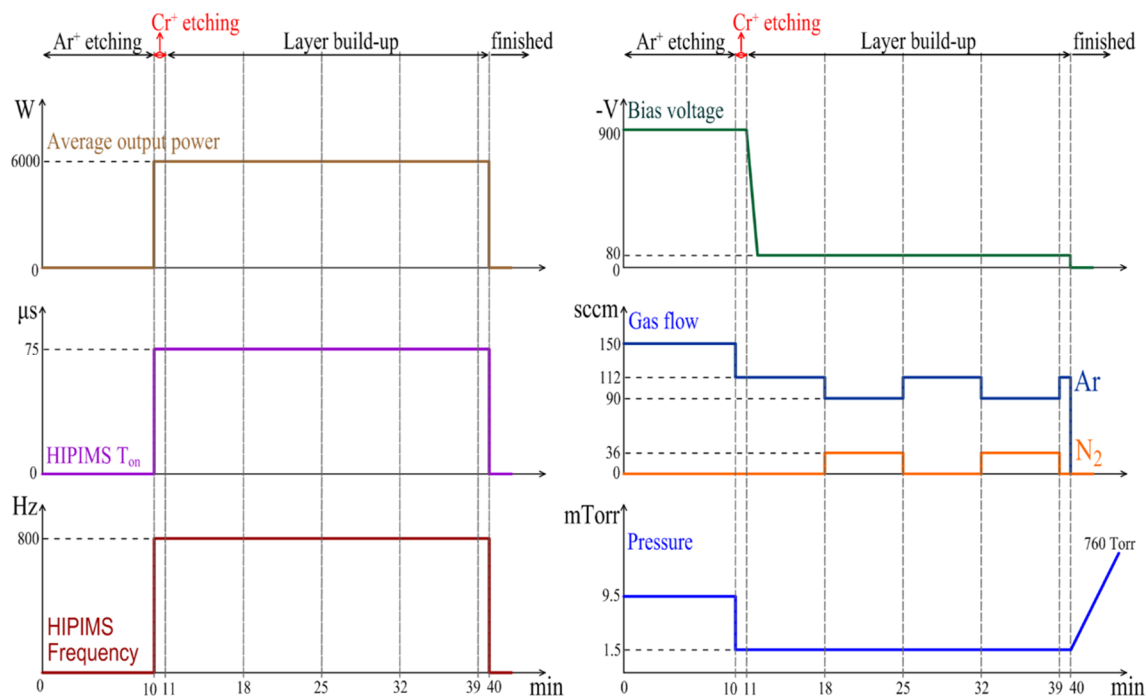 Cr⁺ etching
Ar⁺ etching
Layer build-up
finished
W
Average output power
6000
0
μs
75
HIPIMS Tₒₙ
0
Hz
800
HIPIMS
Frequency
0 10 11 18 25 32 39 40 min
Cr⁺ etching
Ar⁺ etching
Layer build-up
finished
-V
Bias voltage
900
80
0
sccm
Gas flow
150
112
90
36
0
Ar
N₂
mTorr
Pressure
760 Torr
9.5
1.5
0 10 11 18 25 32 39 40 min